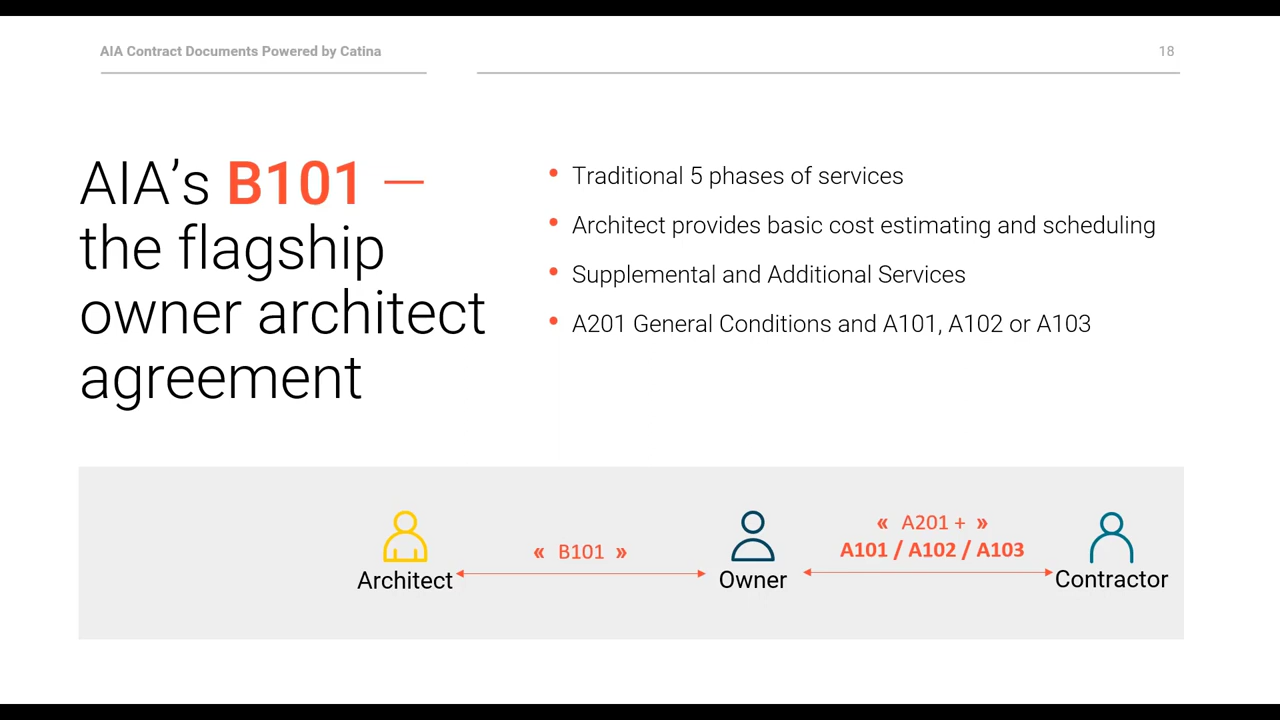 AIA Contract Documents Powered by Catina
18
AIA’s B101 —
the flagship
owner architect
agreement
• Traditional 5 phases of services
• Architect provides basic cost estimating and scheduling
• Supplemental and Additional Services
• A201 General Conditions and A101, A102 or A103
« B101 »
« A201 + »
A101 / A102 / A103
Architect
Owner
Contractor